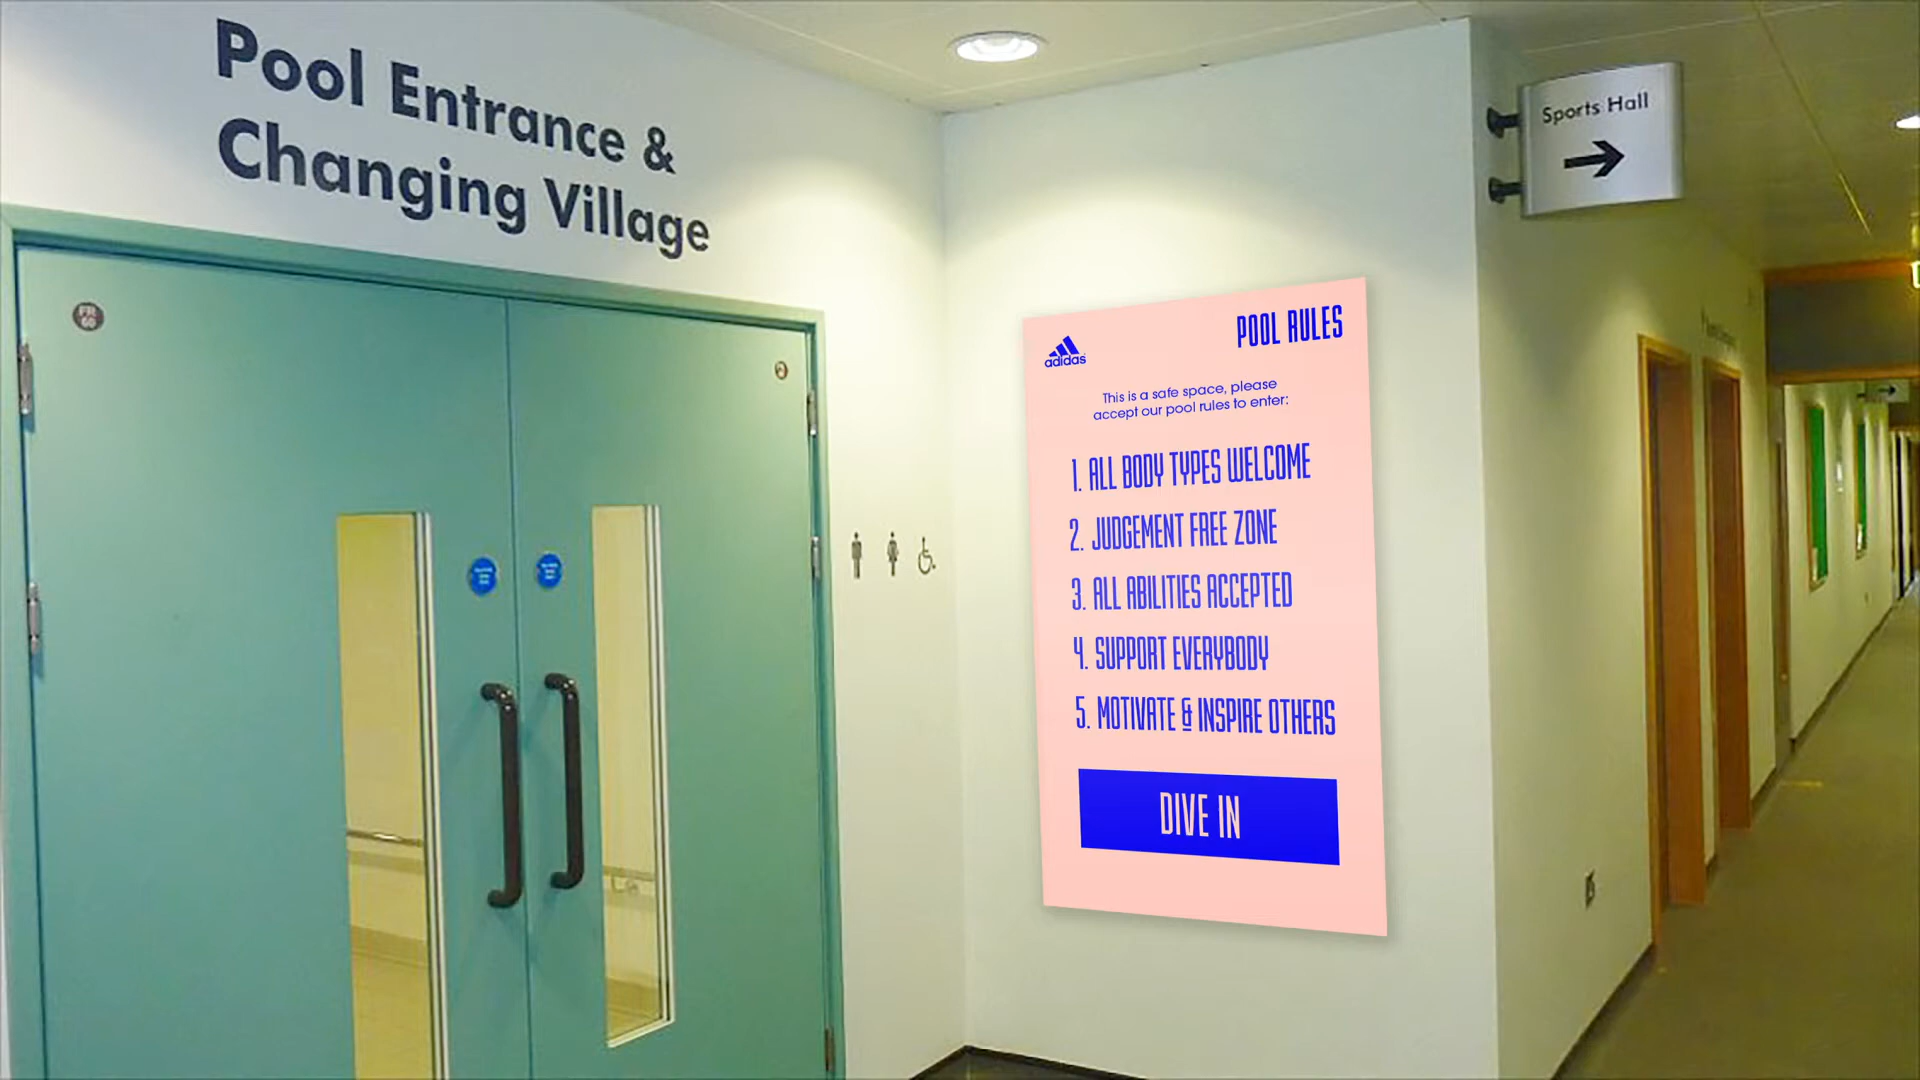 Pool Entrance &
Changing Village
Sports Hall
adidas
POOL RULES
This is a safe space, please
accept our pool rules to enter:
1. ALL BODY TYPES WELCOME
2. JUDGEMENT FREE ZONE
3. ALL ABILITIES ACCEPTED
4. SUPPORT EVERYBODY
5. MOTIVATE & INSPIRE OTHERS
DIVE IN